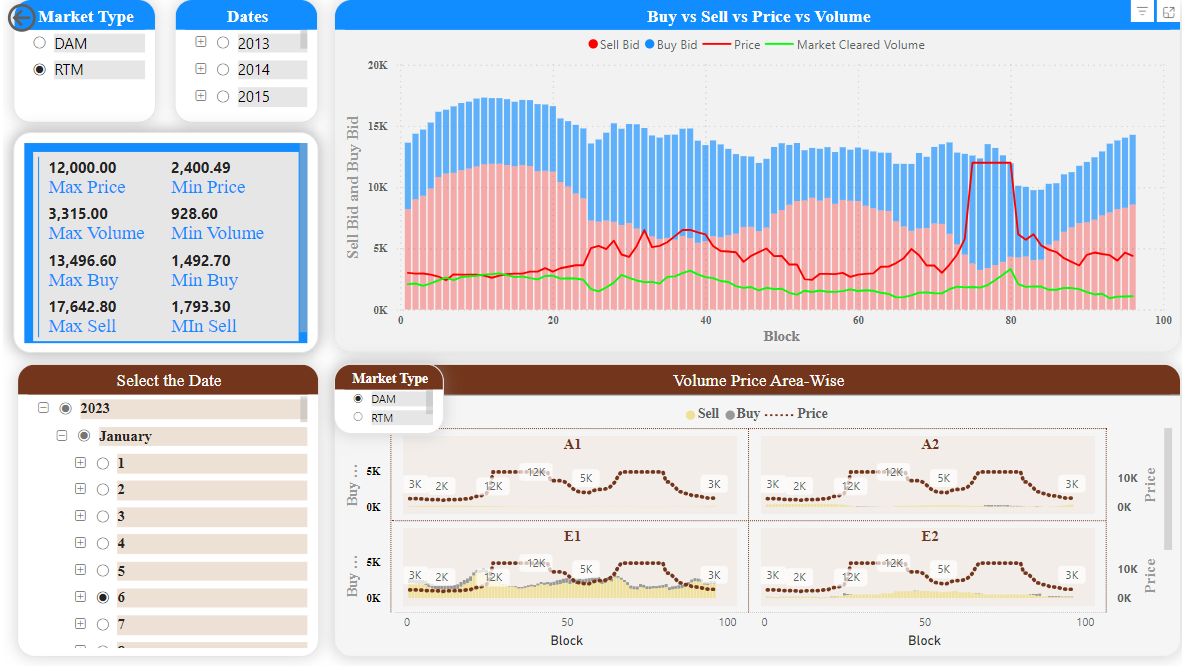 Market Type
DAM
RTM
Dates
2013
2014
2015
12,000.00 2,400.49
Max Price Min Price
3,315.00 928.60
Max Volume Min Volume
13,496.60 1,492.70
Max Buy Min Buy
17,642.80 1,793.30
Max Sell MIn Sell
Buy vs Sell vs Price vs Volume
Sell Bid Buy Bid Price Market Cleared Volume
Sell Bid and Buy Bid
20K
15K
10K
5K
0K
0 20 40 60 80 100
Block
Select the Date
2023
January
1
2
3
4
5
6
7
Market Type
DAM
RTM
Volume Price Area-Wise
Sell Buy Price
A1 A2
Buy ...
5K
0K
3K 2K 12K 12K 5K 3K
3K 2K 12K 12K 5K 3K
10K
0K
Price
E1 E2
Buy ...
5K
0K
3K 2K 12K 12K 5K 3K
3K 2K 12K 12K 5K 3K
10K
0K
Price
0 50 100 0 50 100
Block Block